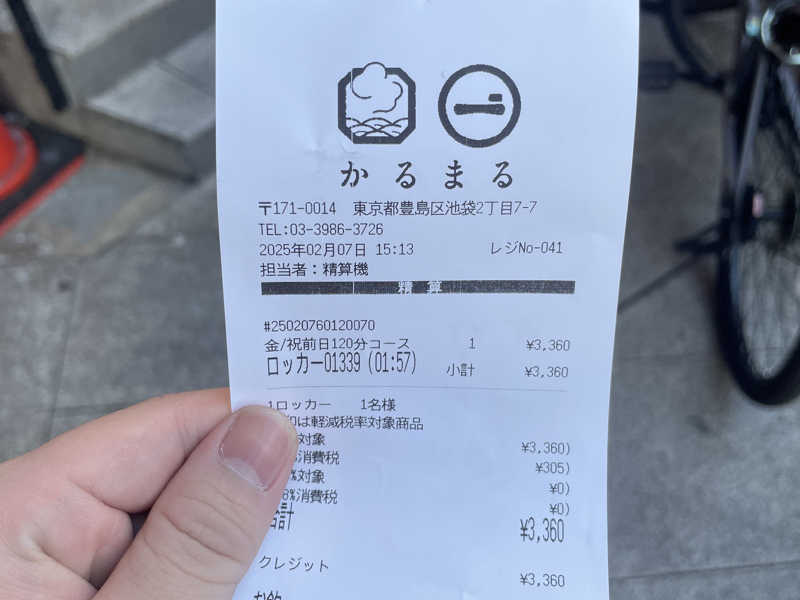 かるまる
〒171-0014 東京都豊島区池袋2丁目7-7
TEL:03-3986-3726
2025年02月07日 15:13 レジNo-041
担当者：精算機
精算
#25020760120070
金/祝前日120分コース 1 ¥3,360
ロッカー01339 (01:57) 小計 ¥3,360
1ロッカー 1名様
は軽減税率対象商品
対象 ¥3,360)
消費税 ¥305)
%対象 ¥0)
8%消費税 ¥0)
合計 ¥3,360
クレジット ¥3,360